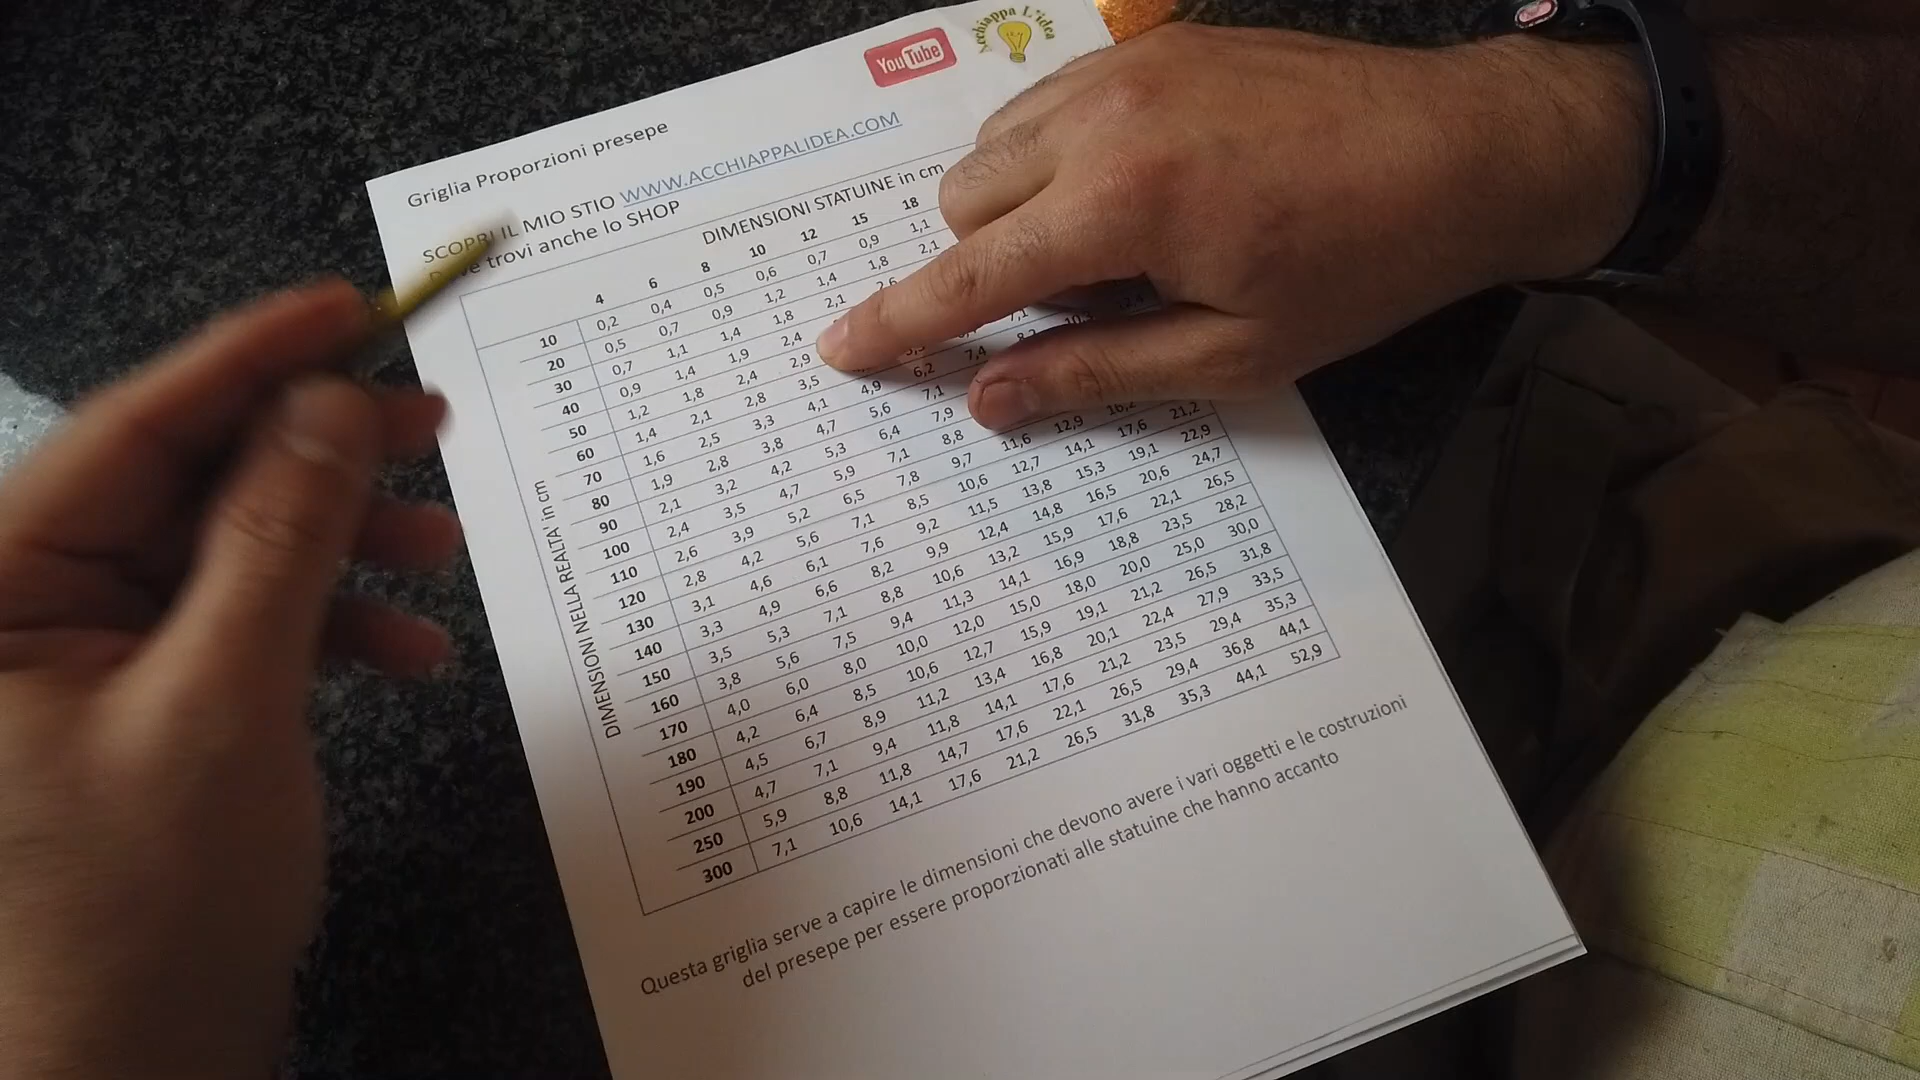 Acchiappa L'idea
YouTube
Griglia Proporzioni presepe
SCOPRI IL MIO STIO WWW.ACCHIAPPALIDEA.COM
trovi anche lo SHOP
DIMENSIONI STATUINE in cm
4 6 8 10 12 15 18
DIMENSIONI NELLA REALTA' in cm
10 0,2 0,4 0,5 0,6 0,7 0,9 1,1
20 0,5 0,7 0,9 1,2 1,4 1,8 2,1
30 0,7 1,1 1,4 1,8 2,1 2,6
40 0,9 1,4 1,9 2,4
50 1,2 1,8 2,4 2,9
60 1,4 2,1 2,8 3,5 5,3 7,1
70 1,6 2,5 3,3 4,1 4,9 6,2 7,4 8,2 10,3 12,4
80 1,9 2,8 3,8 4,7 5,6 7,1
90 2,1 3,2 4,2 5,3 6,4 7,9
100 2,4 3,5 4,7 5,9 7,1 8,8
110 2,6 3,9 5,2 6,5 7,8 9,7 11,6 12,9 16,2
120 2,8 4,2 5,6 7,1 8,5 10,6 12,7 14,1 17,6 21,2
130 3,1 4,6 6,1 7,6 9,2 11,5 13,8 15,3 19,1 22,9
140 3,3 4,9 6,6 8,2 9,9 12,4 14,8 16,5 20,6 24,7
150 3,5 5,3 7,1 8,8 10,6 13,2 15,9 17,6 22,1 26,5
160 3,8 5,6 7,5 9,4 11,3 14,1 16,9 18,8 23,5 28,2
170 4,0 6,0 8,0 10,0 12,0 15,0 18,0 20,0 25,0 30,0
180 4,2 6,4 8,5 10,6 12,7 15,9 19,1 21,2 26,5 31,8
190 4,5 6,7 8,9 11,2 13,4 16,8 20,1 22,4 27,9 33,5
200 4,7 7,1 9,4 11,8 14,1 17,6 21,2 23,5 29,4 35,3
250 5,9 8,8 11,8 14,7 17,6 22,1 26,5 29,4 36,8 44,1
300 7,1 10,6 14,1 17,6 21,2 26,5 31,8 35,3 44,1 52,9
Questa griglia serve a capire le dimensioni che devono avere i vari oggetti e le costruzioni
del presepe per essere proporzionati alle statuine che hanno accanto